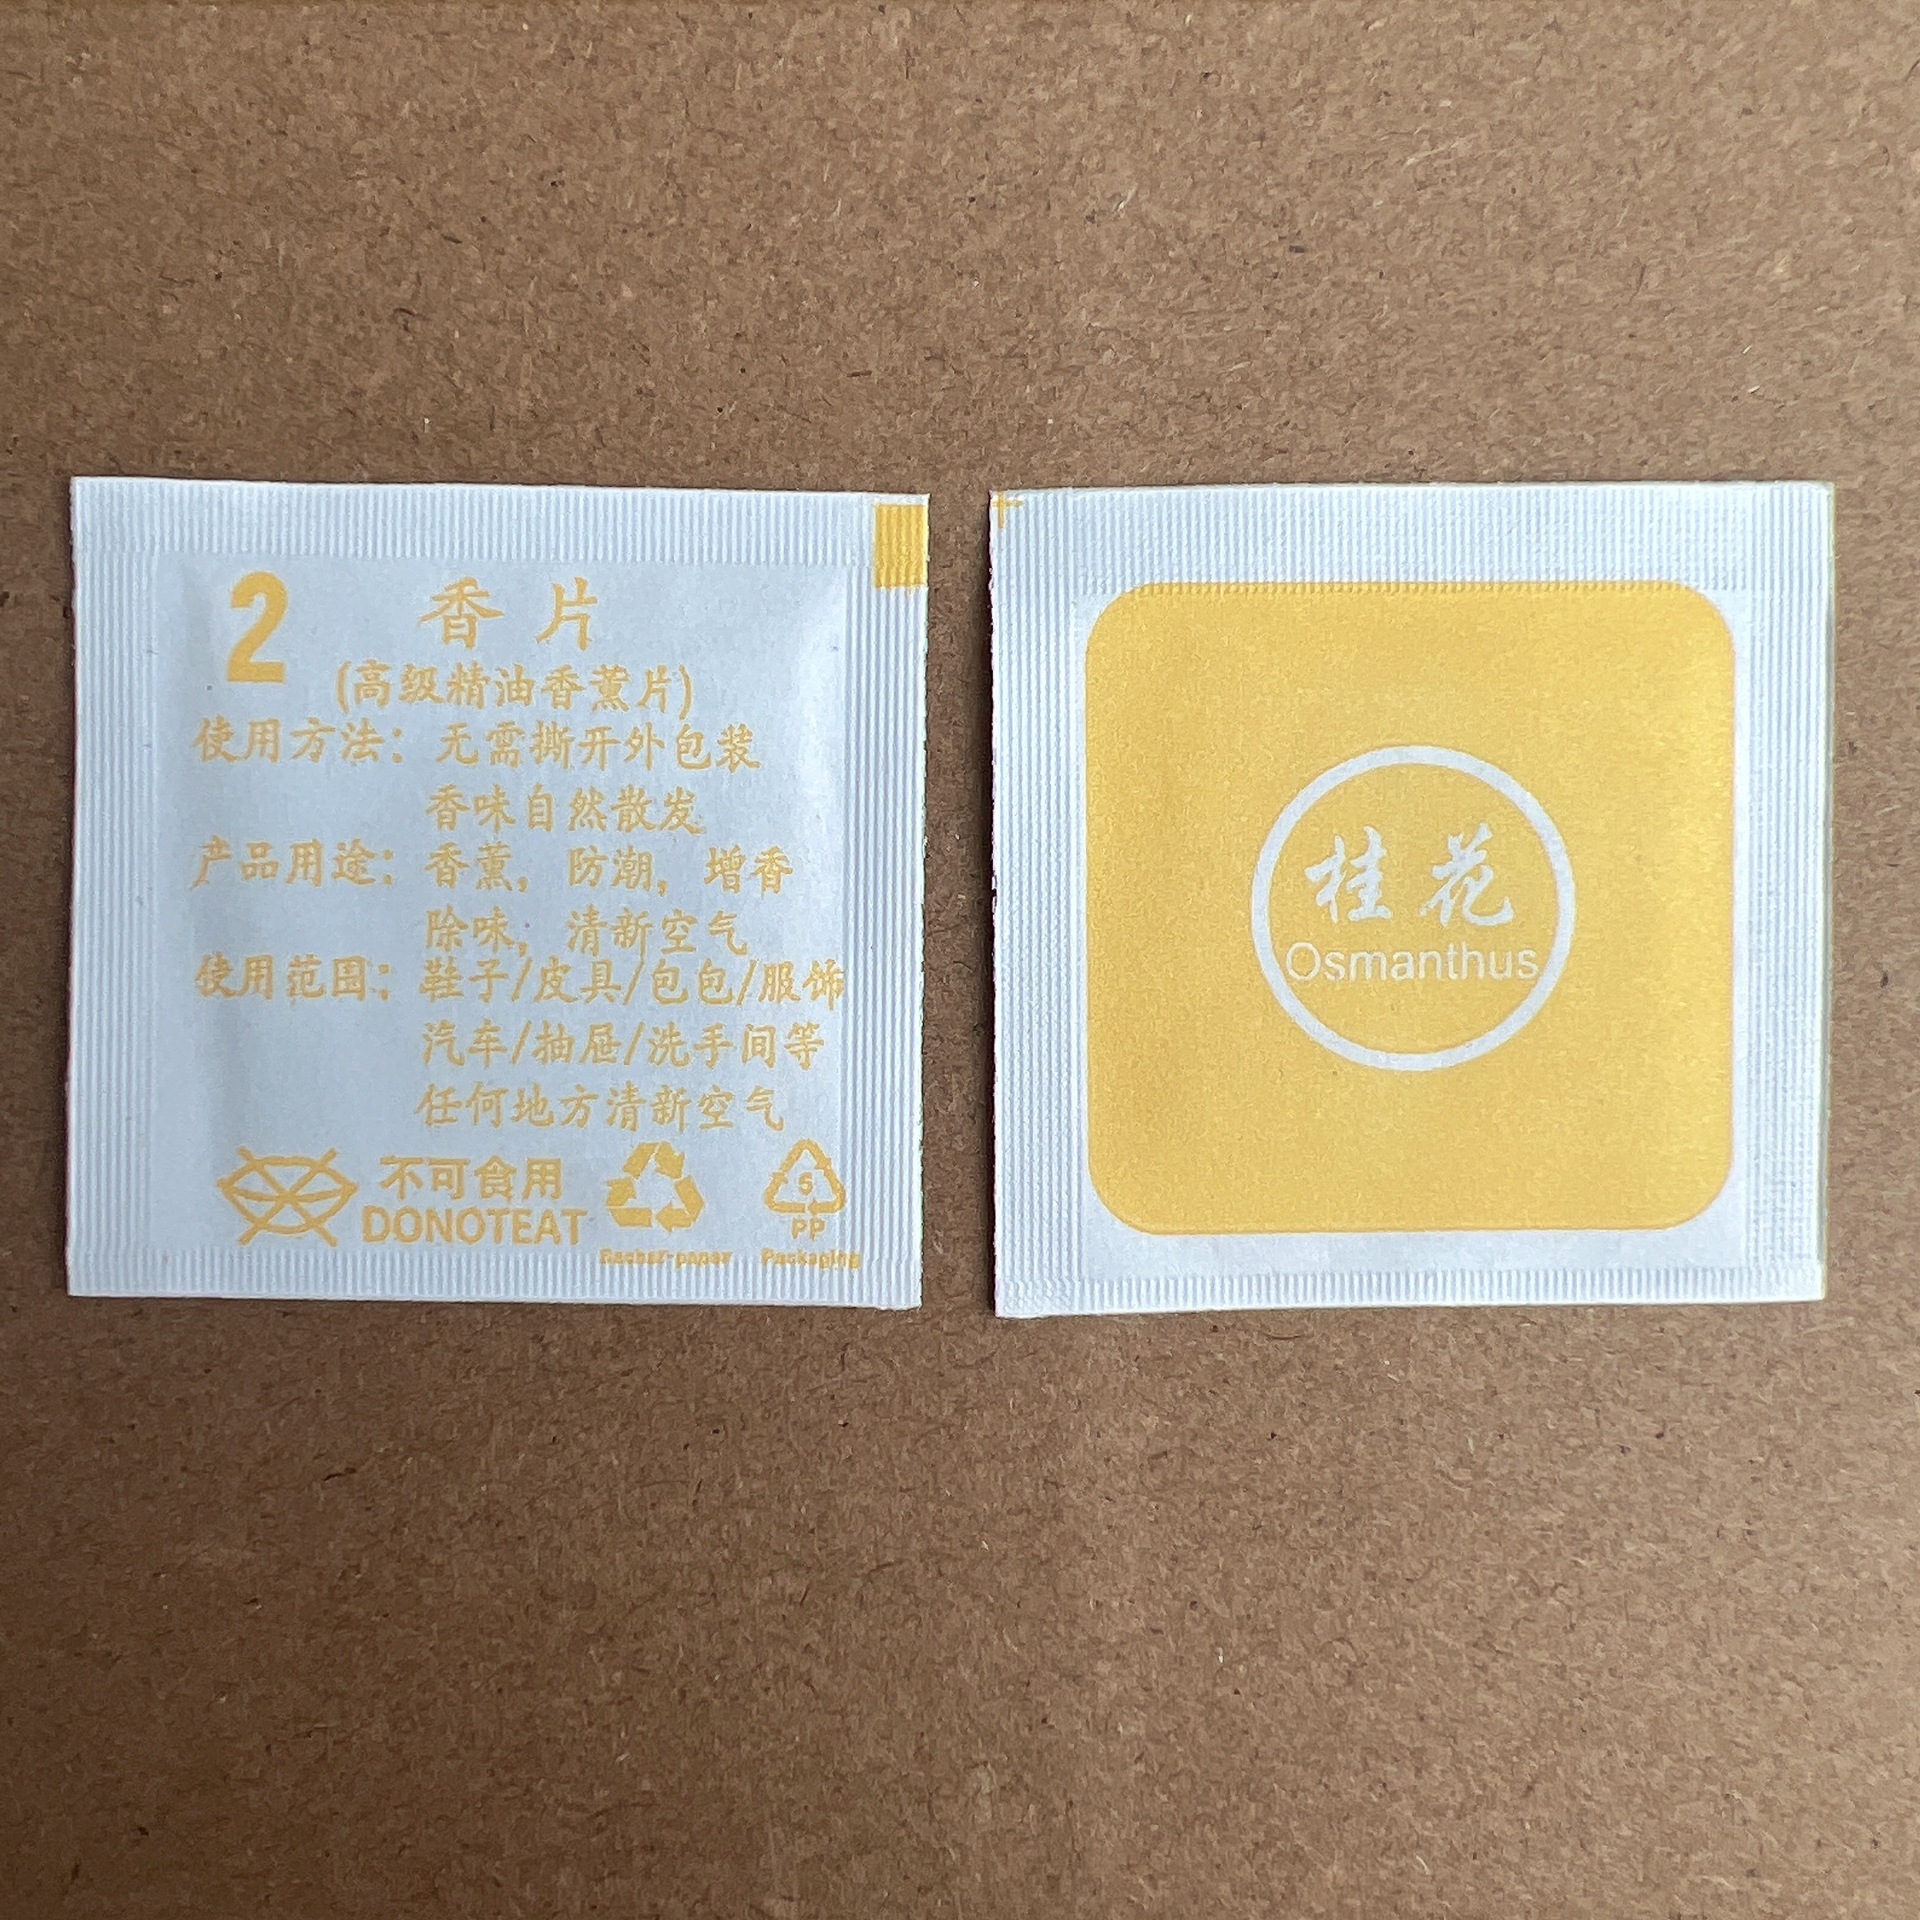 2
香片
(高级精油香薰片)
使用方法：无需撕开外包装
香味自然散发
产品用途：香薰，防潮，增香
除味，清新空气
使用范围：鞋子/皮具/包包/服饰
汽车/抽屉/洗手间等
任何地方清新空气
不可食用
DONOTEAT
5
PP
Packaging
桂花
Osmanthus